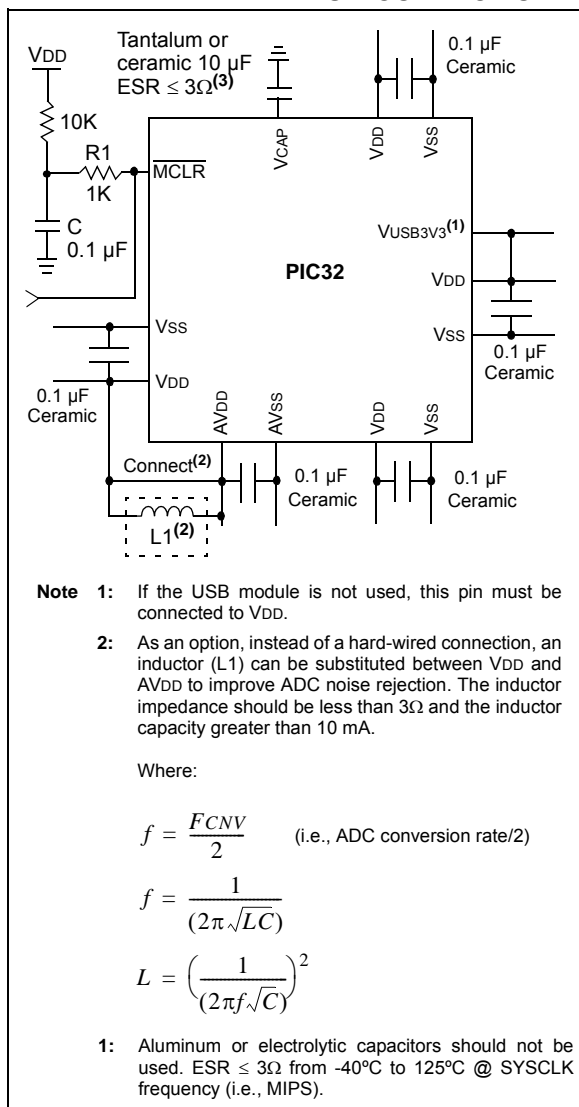 VDD
Tantalum or
ceramic 10 µF
ESR ≤ 3Ω(3)
0.1 µF
Ceramic
10K
R1
1K
C
0.1 µF
MCLR
VCAP
VDD
VSS
VUSB3V3(1)
PIC32
VDD
VSS
0.1 µF
Ceramic
VSS
VDD
0.1 µF
Ceramic
AVDD
AVSS
VDD
VSS
Connect(2)
0.1 µF
Ceramic
0.1 µF
Ceramic
L1(2)
Note 1: If the USB module is not used, this pin must be
connected to VDD.
2: As an option, instead of a hard-wired connection, an
inductor (L1) can be substituted between VDD and
AVDD to improve ADC noise rejection. The inductor
impedance should be less than 3Ω and the inductor
capacity greater than 10 mA.
Where:
f = FCNV / 2 (i.e., ADC conversion rate/2)
f = 1 / (2π√LC)
L = (1 / (2πf√C))²
1: Aluminum or electrolytic capacitors should not be
used. ESR ≤ 3Ω from -40ºC to 125ºC @ SYSCLK
frequency (i.e., MIPS).